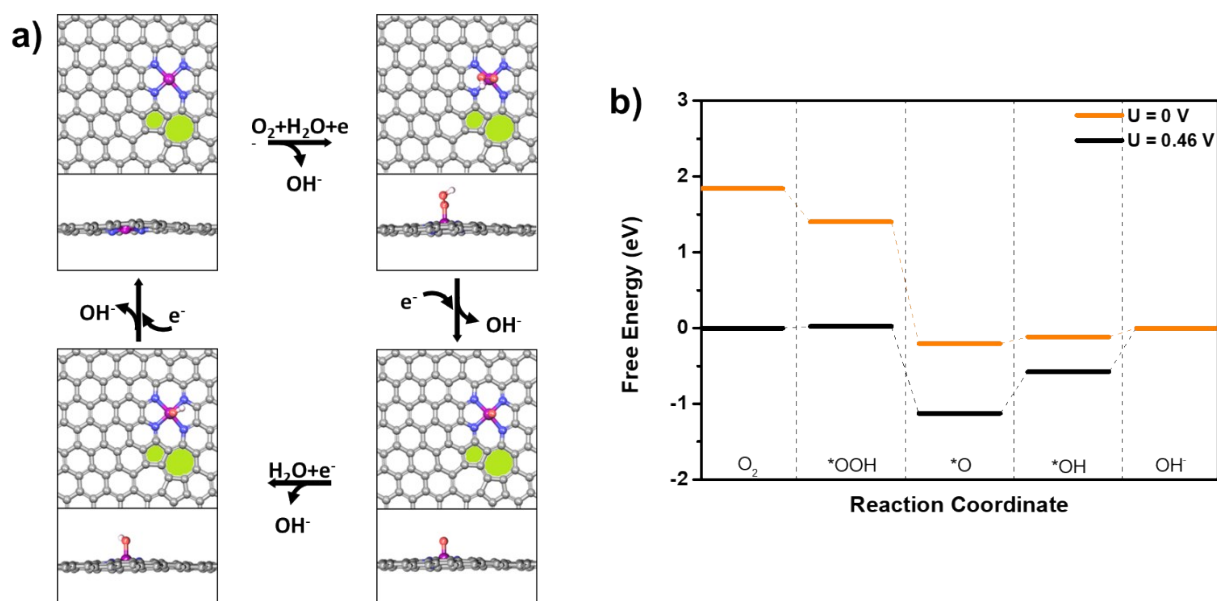 a)
O₂+H₂O+e
-
OH⁻
e⁻
OH⁻
H₂O+e⁻
OH⁻
OH⁻
e⁻
b)
U = 0 V
U = 0.46 V
Free Energy (eV)
3
2
1
0
-1
-2
O₂
*OOH
*O
*OH
OH⁻
Reaction Coordinate